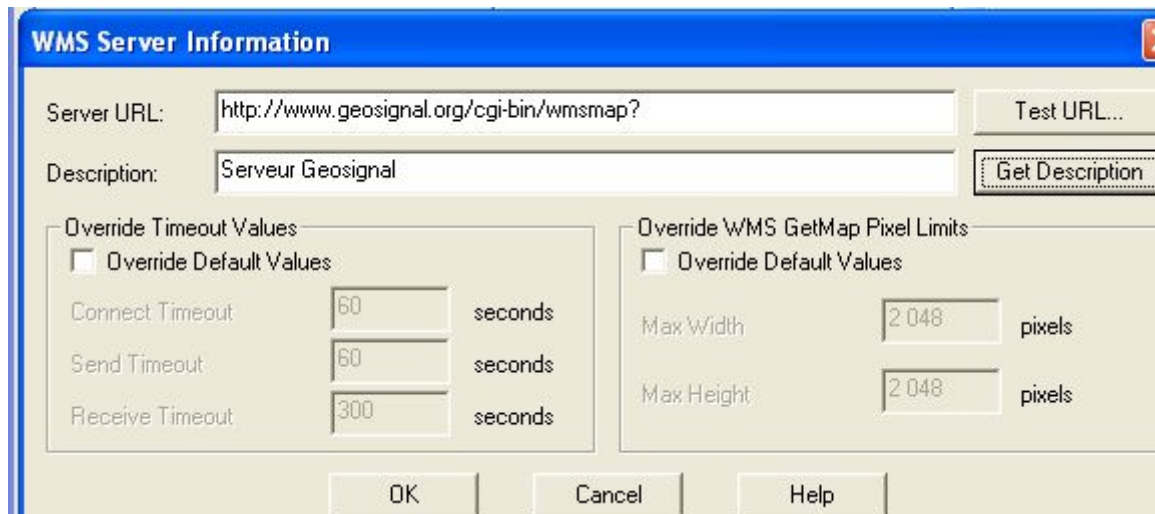 WMS Server Information
Server URL: http://www.geosignal.org/cgi-bin/wmsmap? Test URL...
Description: Serveur Geosignal Get Description
Override Timeout Values Override WMS GetMap Pixel Limits
Override Default Values Override Default Values
Connect Timeout 60 seconds
Max Width 2 048 pixels
Send Timeout 60 seconds
Max Height 2 048 pixels
Receive Timeout 300 seconds
OK Cancel Help